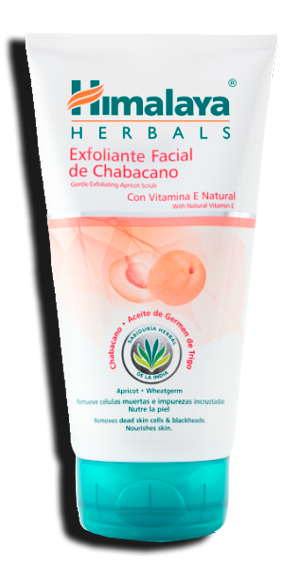 Himalaya®
HERBALS
Exfoliante Facial
de Chabacano
Gentle Exfoliating Apricot Scrub
Con Vitamina E Natural
With Natural Vitamin E
Chabacano • Aceite de Germen de Trigo
SABIDURÍA HERBAL
DE LA INDIA
Apricot • Wheatgerm
Remueve células muertas e impurezas incrustadas
Nutre la piel
Removes dead skin cells & blackheads.
Nourishes skin.